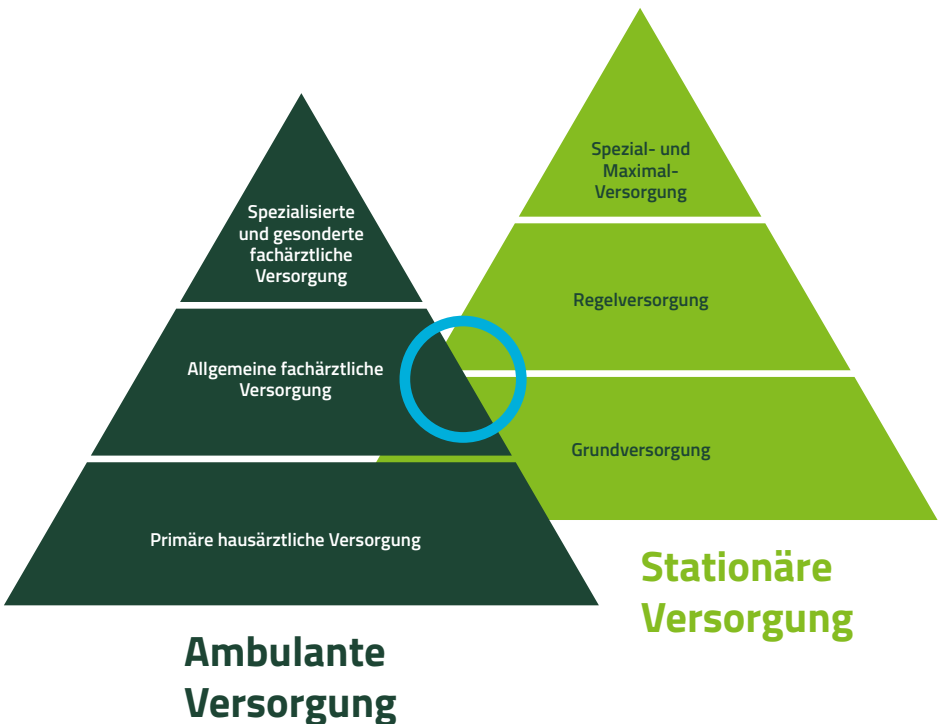 Spezial- und
Maximal-
Versorgung
Spezialisierte
und gesonderte
fachärztliche
Versorgung
Regelversorgung
Allgemeine fachärztliche
Versorgung
Grundversorgung
Primäre hausärztliche Versorgung
Stationäre
Versorgung
Ambulante
Versorgung